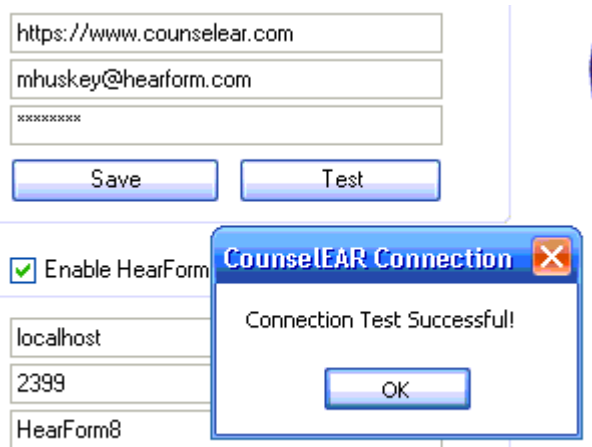 https://www.counselear.com
mhuskey@hearform.com
********
Save Test
Enable HearForm
CounselEAR Connection
Connection Test Successful!
OK
localhost
2399
HearForm8